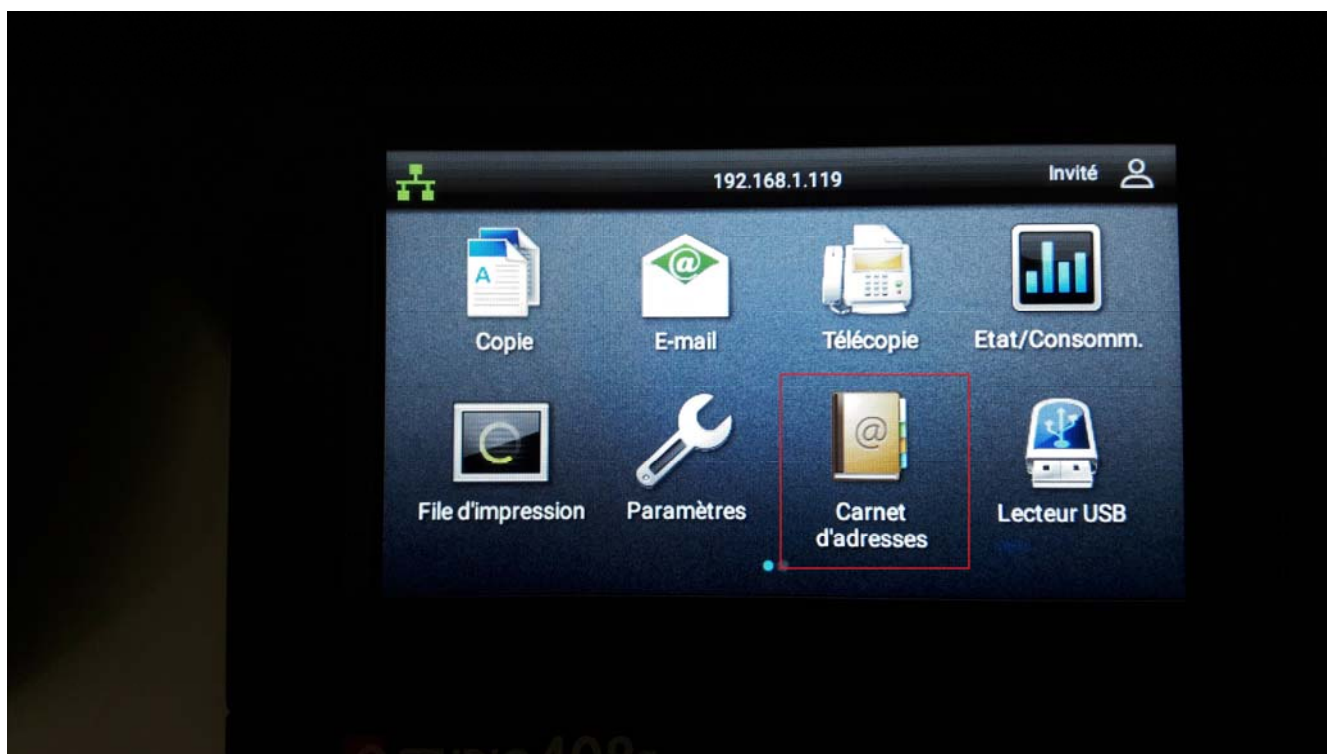 192.168.1.119
Invité
A
@
Copie
E-mail
Télécopie
Etat/Consomm.
@
File d'impression
Paramètres
Carnet
d'adresses
Lecteur USB